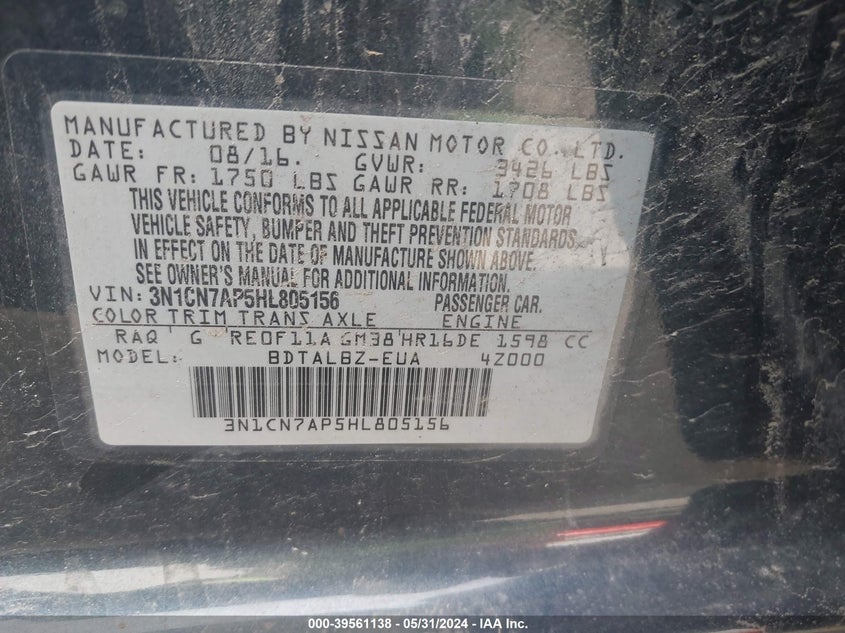 MANUFACTURED BY NISSAN MOTOR CO. LTD.
DATE: 08/16. GVWR: 3426 LBS
GAWR FR: 1750 LBS GAWR RR: 1708 LBS
THIS VEHICLE CONFORMS TO ALL APPLICABLE FEDERAL MOTOR
VEHICLE SAFETY, BUMPER AND THEFT PREVENTION STANDARDS
IN EFFECT ON THE DATE OF MANUFACTURE SHOWN ABOVE.
SEE OWNER'S MANUAL FOR ADDITIONAL INFORMATION.
VIN: 3N1CN7AP5HL805156 PASSENGER CAR.
COLOR TRIM TRANS AXLE ENGINE
RAQ G RE0F11A GM38 HR16DE 1598 CC
MODEL: BDTALBZ-EUA 4Z000
3N1CN7AP5HL805156
000-39561138 - 05/31/2024 - IAA Inc.